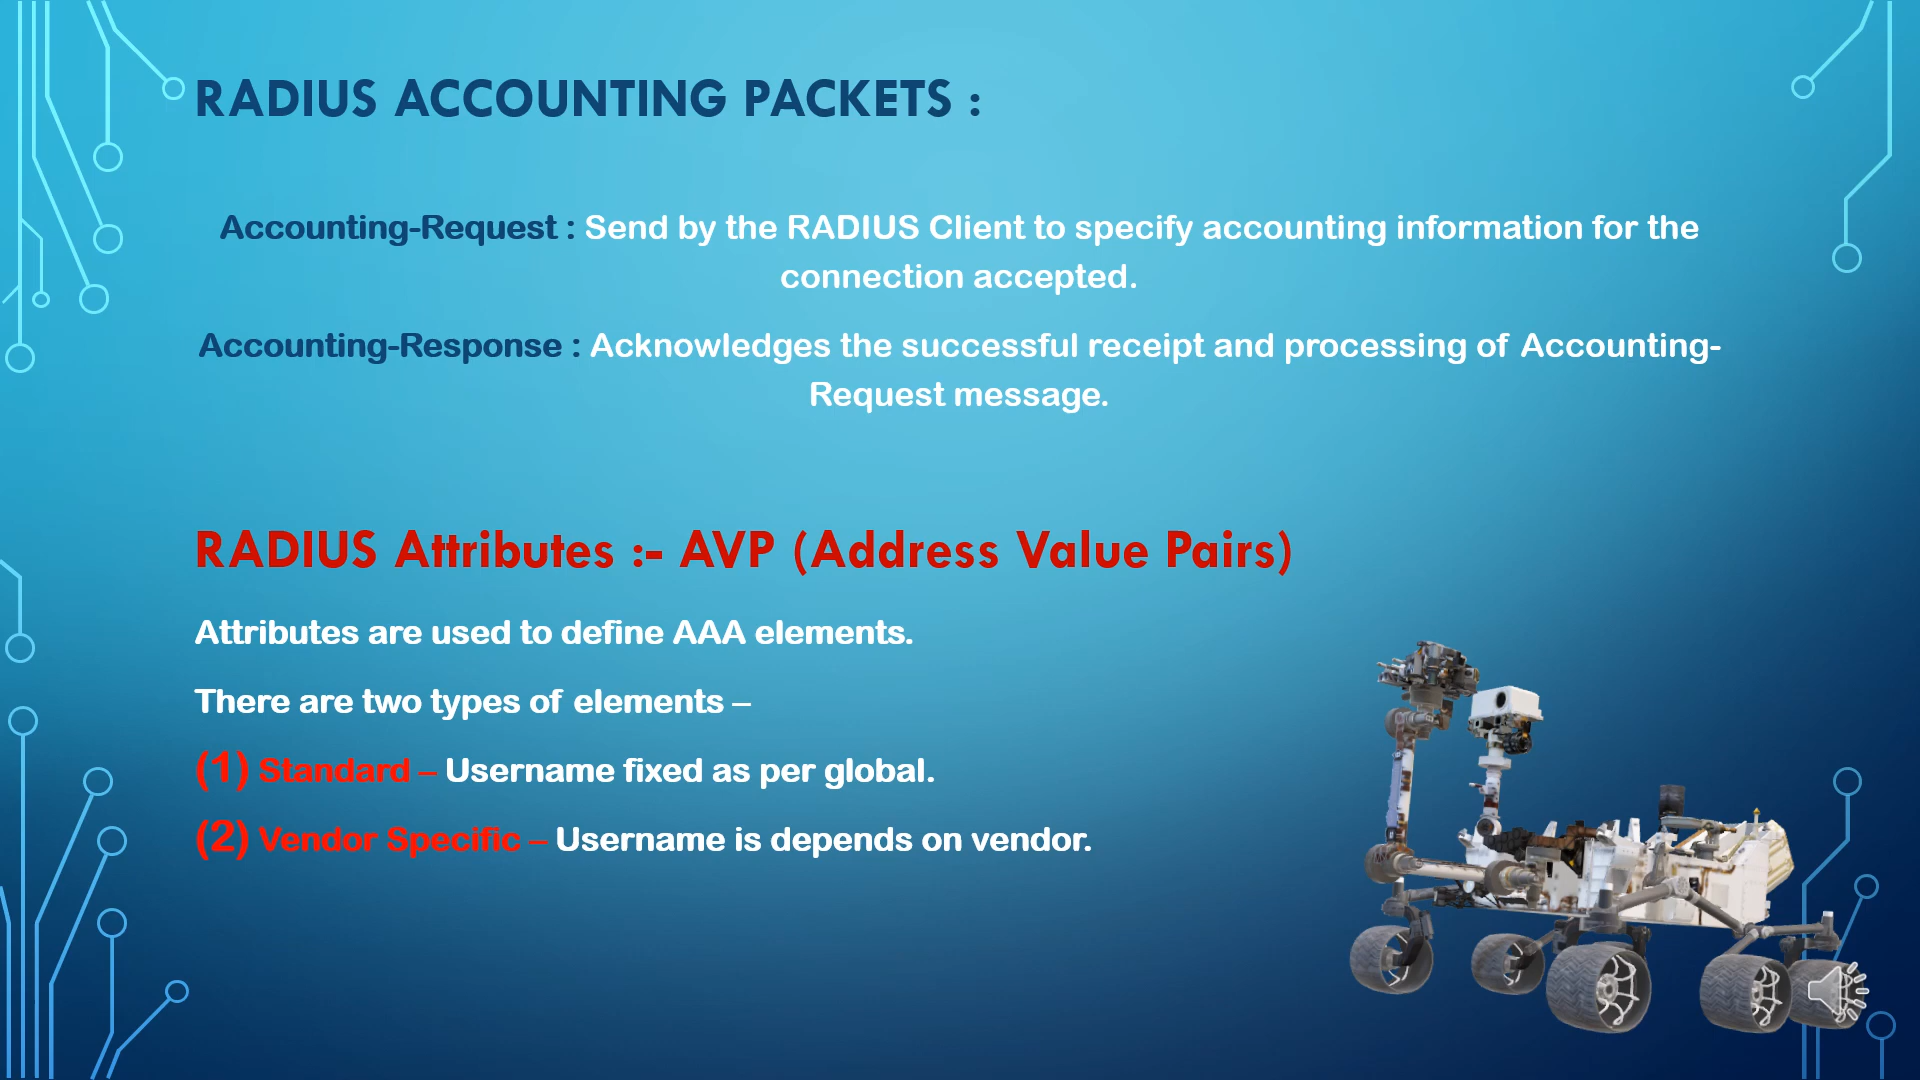 RADIUS ACCOUNTING PACKETS :
Accounting-Request : Send by the RADIUS Client to specify accounting information for the
connection accepted.
Accounting-Response : Acknowledges the successful receipt and processing of Accounting-
Request message.
RADIUS Attributes :- AVP (Address Value Pairs)
Attributes are used to define AAA elements.
There are two types of elements –
(1) Standard – Username fixed as per global.
(2) Vendor Specific – Username is depends on vendor.